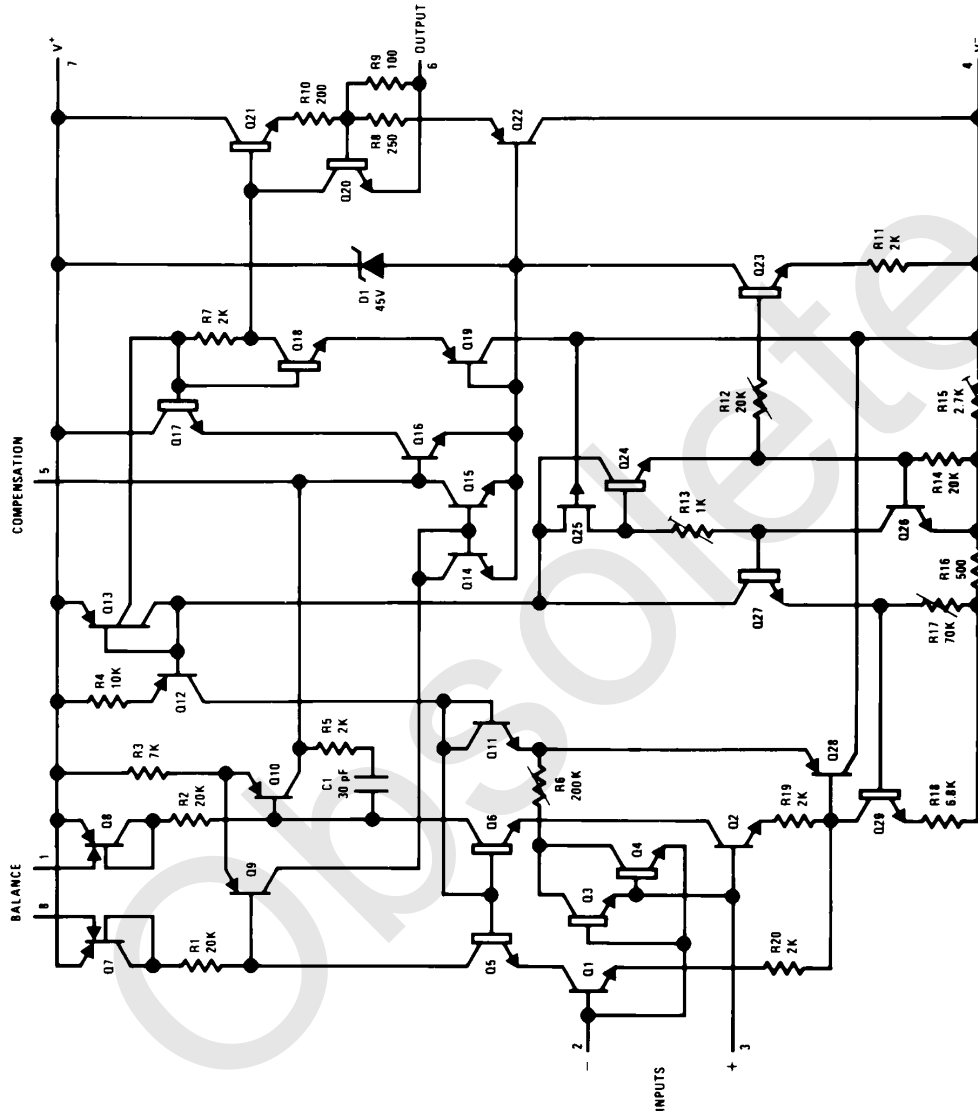 BALANCE
8
1
COMPENSATION
5
V+
7
Q7
Q8
R3
7K
R4
10K
Q13
R1
20K
R2
20K
Q12
Q9
Q10
R5
2K
C1
30 pF
R7
2K
Q17
Q18
Q21
R10
200
R9
100
R8
250
Q20
OUTPUT
6
D1
45V
Q16
Q19
Q14
Q15
Q22
Q5
Q6
Q11
R6
200K
Q3
Q4
Q1
Q2
2
−
INPUTS
+
3
Q25
Q24
R13
1K
R12
20K
Q23
Q27
Q26
R20
2K
R19
2K
Q28
Q29
R18
6.8K
R17
70K
R16
500
R14
20K
R15
2.7K
R11
2K
4
Obsolete